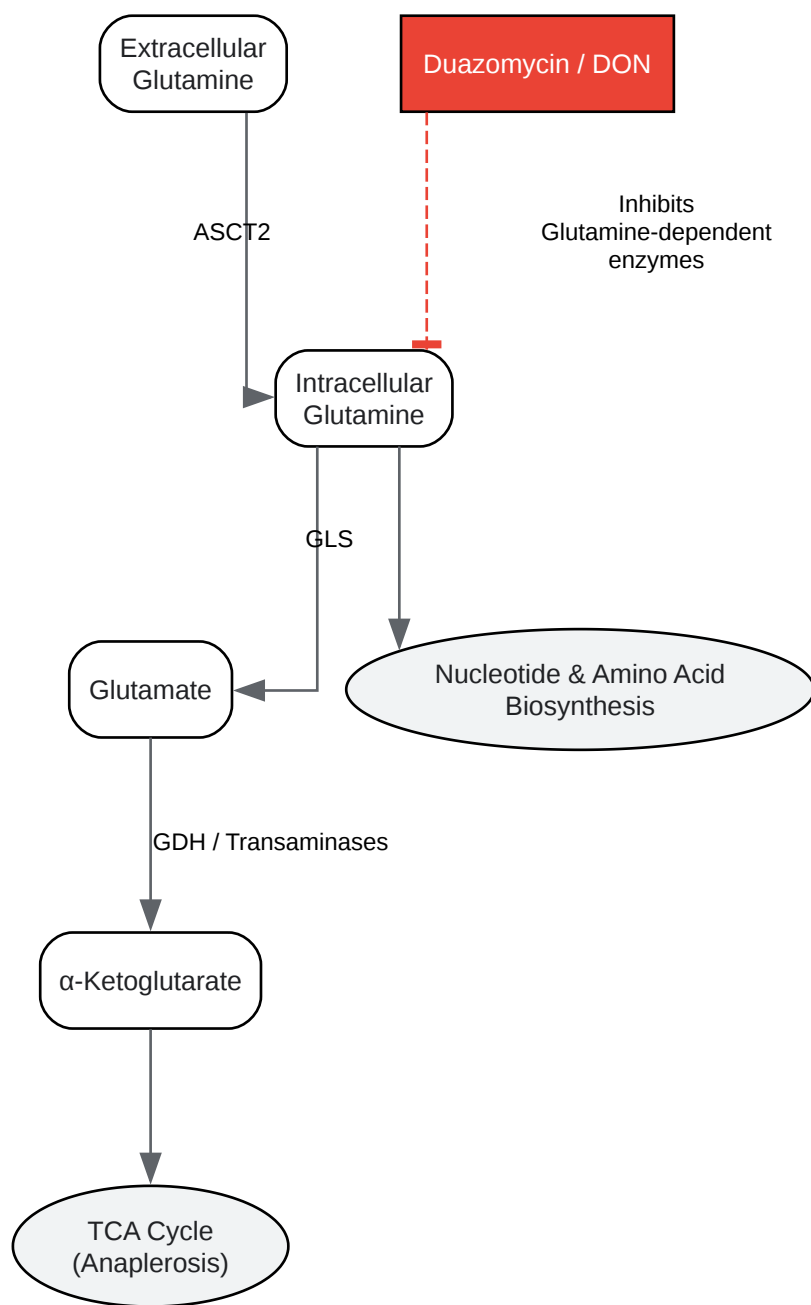 Extracellular
Glutamine
Duazomycin / DON
Inhibits
Glutamine-dependent
enzymes
ASCT2
Intracellular
Glutamine
GLS
Glutamate
Nucleotide & Amino Acid
Biosynthesis
GDH / Transaminases
α-Ketoglutarate
TCA Cycle
(Anaplerosis)